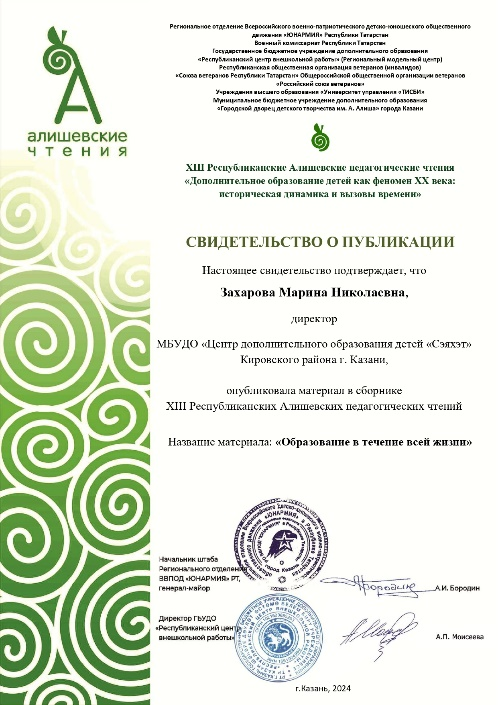 Региональное отделение Всероссийского военно-патриотического детско-юношеского общественного
движения «ЮНАРМИЯ» Республики Татарстан
Военный комиссариат Республики Татарстан
Государственное бюджетное учреждение дополнительного образования
«Республиканский центр внешкольной работы» (Региональный модельный центр)
Республиканская общественная организация ветеранов (инвалидов)
«Союз ветеранов Республики Татарстан» Общероссийской общественной организации ветеранов
«Российский союз ветеранов»
Учреждения высшего образования «Университет управления «ТИСБИ»
Муниципальное бюджетное учреждение дополнительного образования
«Городской дворец детского творчества им. А. Алиша» города Казани
А
алишевские
чтения
XIII Республиканские Алишевские педагогические чтения
«Дополнительное образование детей как феномен XX века:
историческая динамика и вызовы времени»
СВИДЕТЕЛЬСТВО О ПУБЛИКАЦИИ
Настоящее свидетельство подтверждает, что
Захарова Марина Николаевна,
директор
МБУДО «Центр дополнительного образования детей «Сэяхэт»
Кировского района г. Казани,
опубликовала материал в сборнике
XIII Республиканских Алишевских педагогических чтений
Название материала: «Образование в течение всей жизни»
Начальник штаба
Регионального отделения
ВВПОД «ЮНАРМИЯ» РТ,
генерал-майор
А.И. Бородин
Директор ГБУДО
«Республиканский центр
внешкольной работы»
А.П. Моисеева
г.Казань, 2024